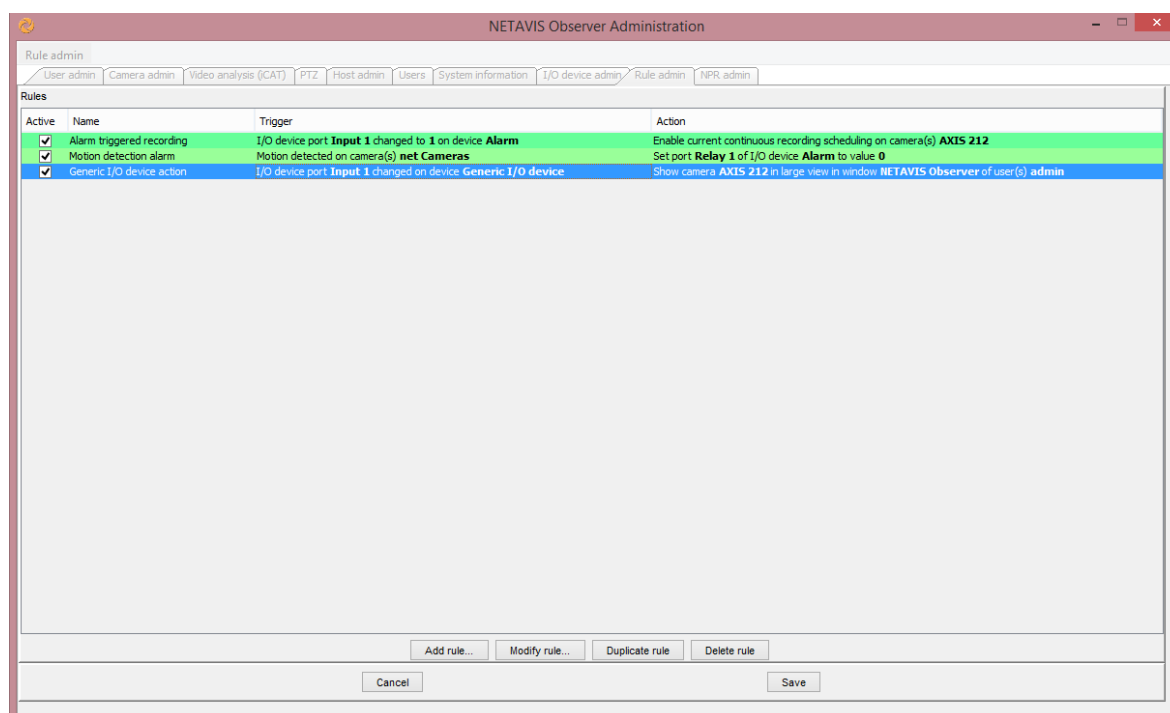 NETAVIS Observer Administration
Rule admin
User admin Camera admin Video analysis (iCAT) PTZ Host admin Users System information I/O device admin Rule admin NPR admin
Rules
Active Name Trigger Action
Alarm triggered recording I/O device port Input 1 changed to 1 on device Alarm Enable current continuous recording scheduling on camera(s) AXIS 212
Motion detection alarm Motion detected on camera(s) net Cameras Set port Relay 1 of I/O device Alarm to value 0
Generic I/O device action I/O device port Input 1 changed on device Generic I/O device Show camera AXIS 212 in large view in window NETAVIS Observer of user(s) admin
Add rule... Modify rule... Duplicate rule Delete rule
Cancel Save